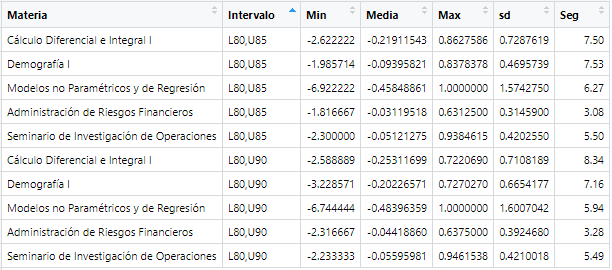 Materia Intervalo Min Media Max sd Seg
Cálculo Diferencial e Integral I L80,U85 -2.622222 -0.21911543 0.8627586 0.7287619 7.50
Demografía I L80,U85 -1.985714 -0.09395821 0.8378378 0.4695739 7.53
Modelos no Paramétricos y de Regresión L80,U85 -6.922222 -0.45848861 1.0000000 1.5742750 6.27
Administración de Riesgos Financieros L80,U85 -1.816667 -0.03119518 0.6312500 0.3145900 3.08
Seminario de Investigación de Operaciones L80,U85 -2.300000 -0.05121275 0.9384615 0.4202550 5.50
Cálculo Diferencial e Integral I L80,U90 -2.588889 -0.25311699 0.7220690 0.7108189 8.34
Demografía I L80,U90 -3.228571 -0.20226571 0.7270270 0.6654177 7.16
Modelos no Paramétricos y de Regresión L80,U90 -6.744444 -0.48396359 1.0000000 1.6007042 5.94
Administración de Riesgos Financieros L80,U90 -2.316667 -0.04418860 0.6375000 0.3924680 3.28
Seminario de Investigación de Operaciones L80,U90 -2.233333 -0.05595981 0.9461538 0.4210018 5.49